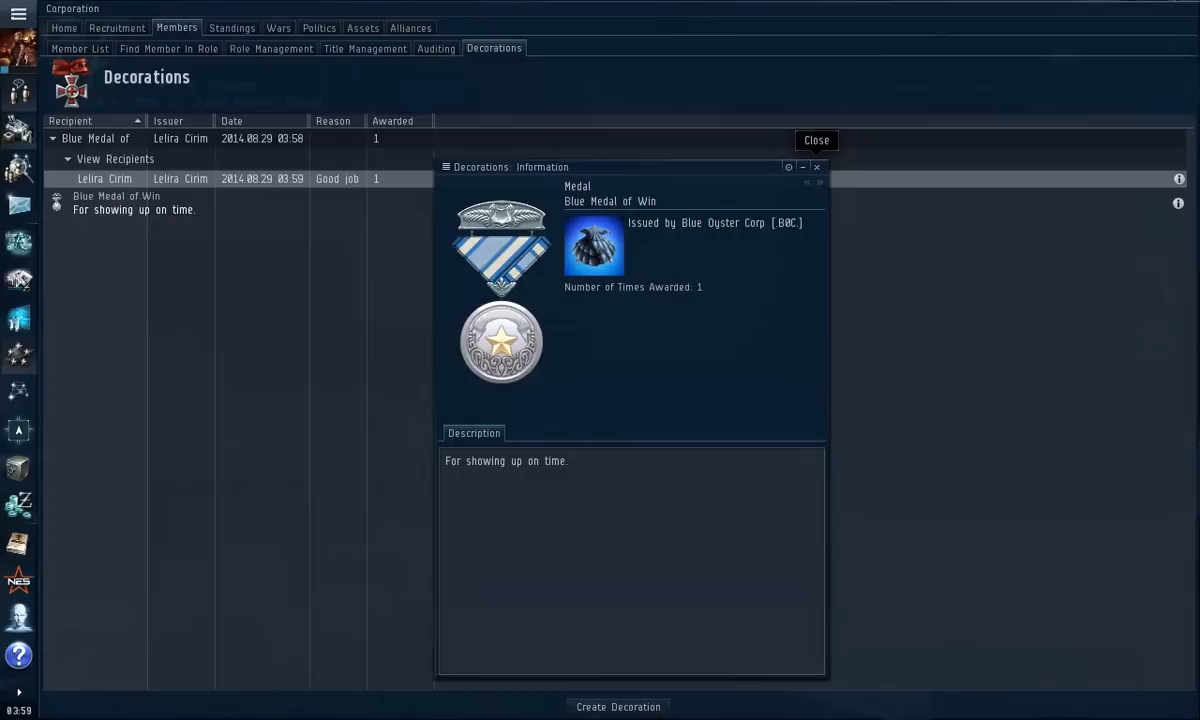 Corporation
Home Recruitment Members Standings Wars Politics Assets Alliances
Member List Find Member In Role Role Management Title Management Auditing Decorations
Decorations
Recipient Issuer Date Reason Awarded
Blue Medal of Lelira Cirim 2014.08.29 03:58 1
View Recipients
Lelira Cirim Lelira Cirim 2014.08.29 03:59 Good job 1
Blue Medal of Win
For showing up on time.
Close
Decorations: Information
Medal
Blue Medal of Win
Issued by Blue Oyster Corp [.B0C.]
Number of Times Awarded: 1
Description
For showing up on time.
Create Decoration
NES
03:59